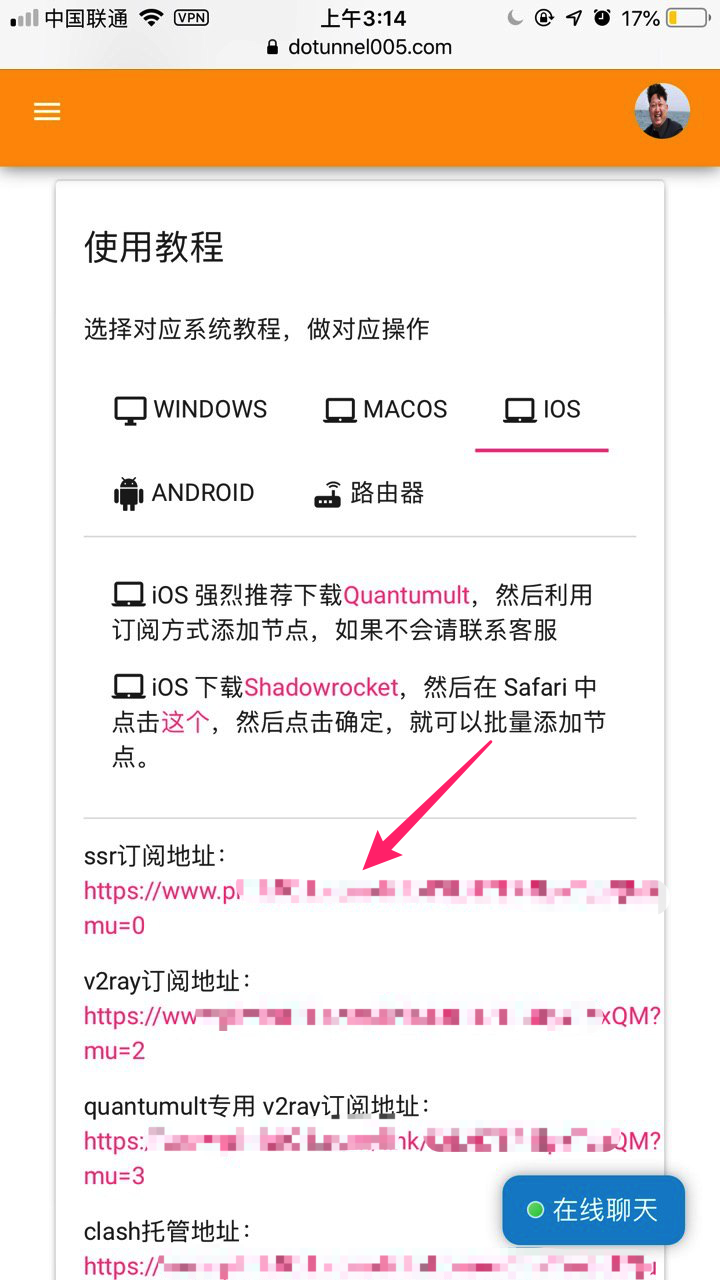 中国联通 VPN 上午3:14 17%
dotunnel005.com
使用教程
选择对应系统教程，做对应操作
WINDOWS MACOS IOS
ANDROID 路由器
iOS 强烈推荐下载Quantumult，然后利用
订阅方式添加节点，如果不会请联系客服
iOS 下载Shadowrocket，然后在 Safari 中
点击这个，然后点击确定，就可以批量添加节
点。
ssr订阅地址：
https://www.p
mu=0
v2ray订阅地址：
https://ww xQM?
mu=2
quantumult专用 v2ray订阅地址：
https: nk/ QM?
mu=3
在线聊天
clash托管地址：
https://